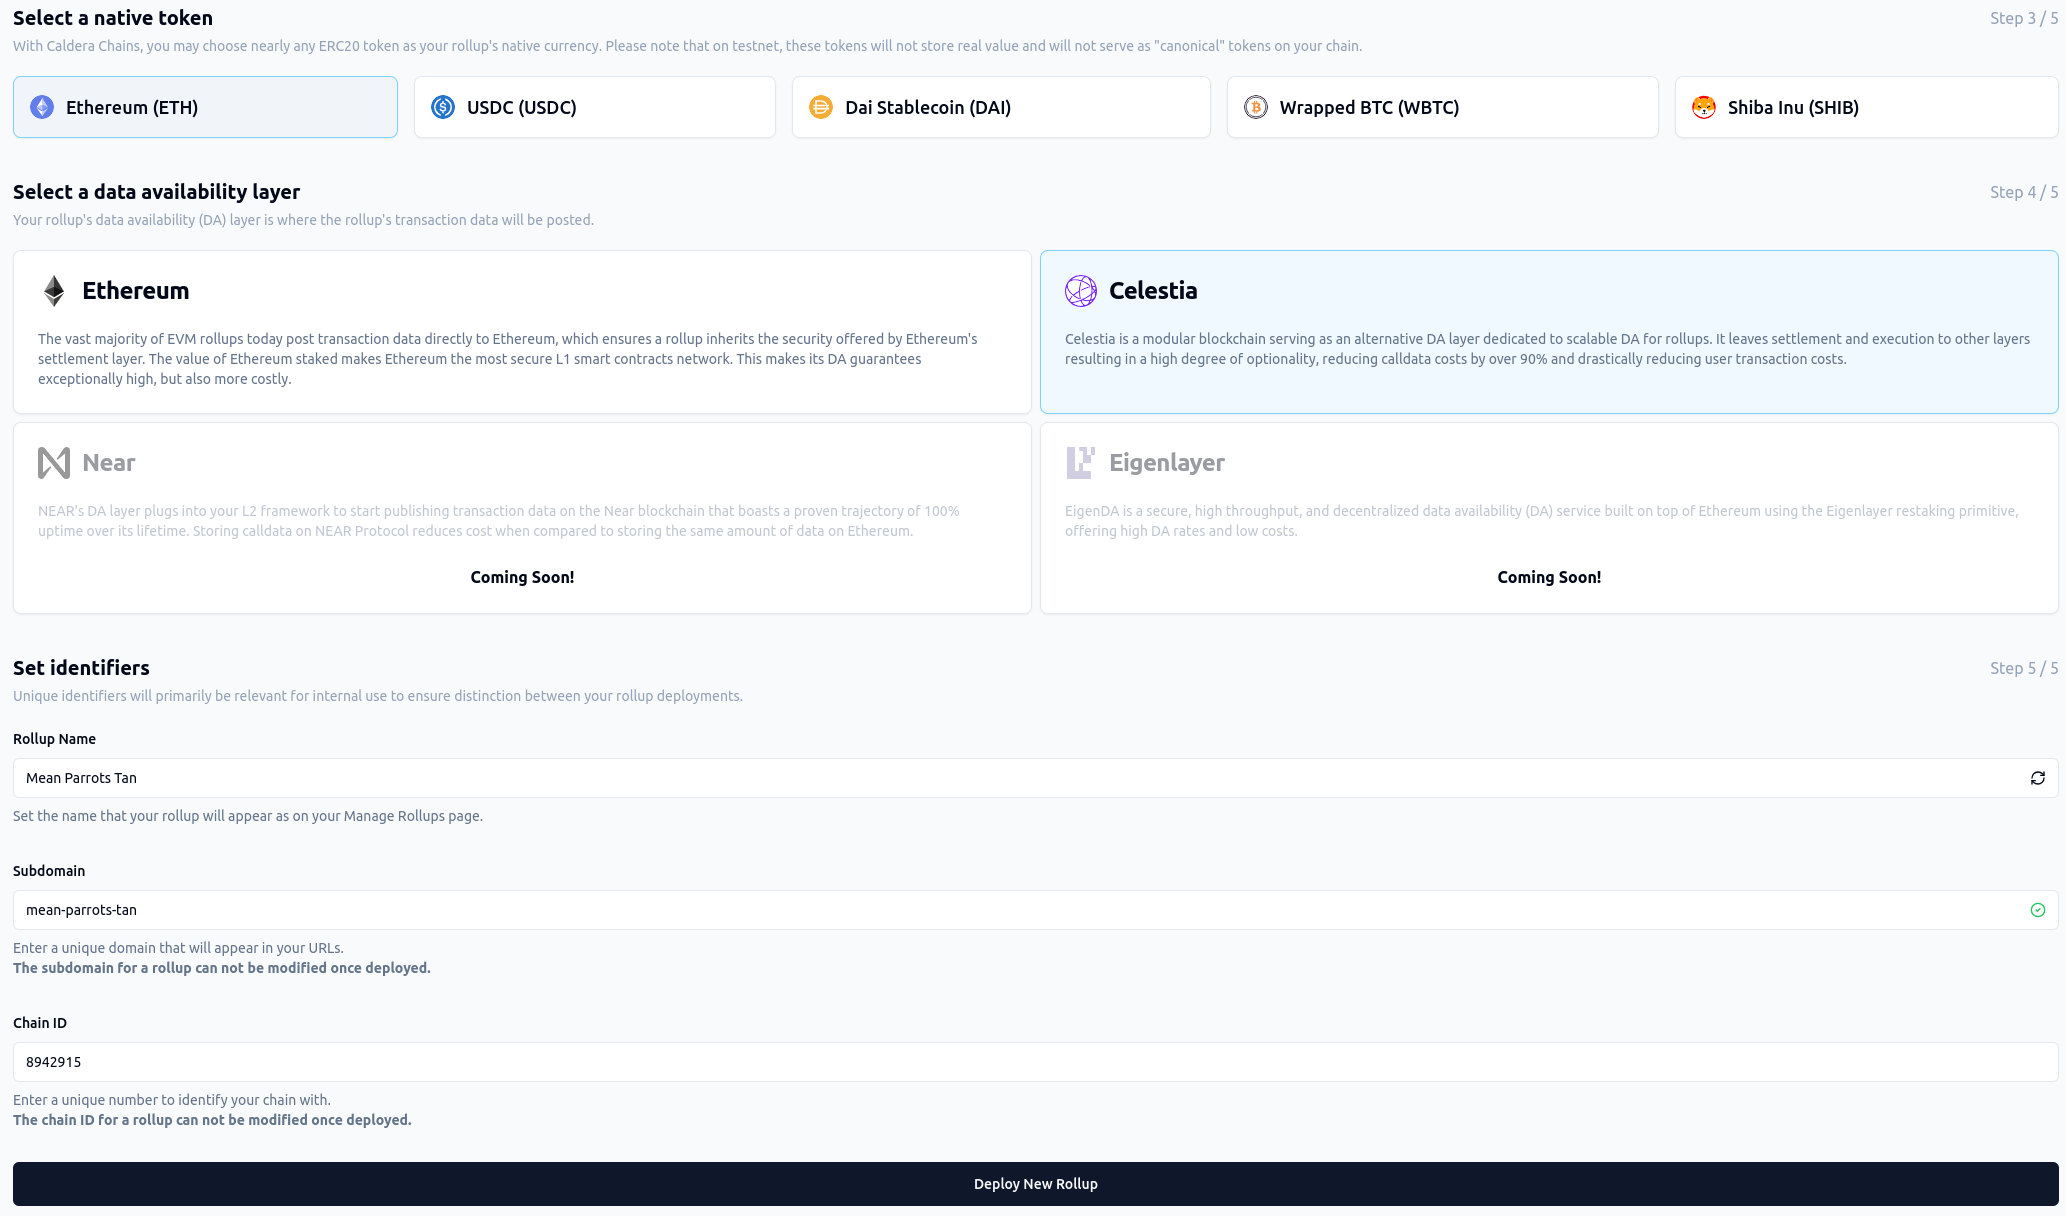 Select a native token
Step 3 / 5
With Caldera Chains, you may choose nearly any ERC20 token as your rollup's native currency. Please note that on testnet, these tokens will not store real value and will not serve as "canonical" tokens on your chain.
Ethereum (ETH)
USDC (USDC)
Dai Stablecoin (DAI)
Wrapped BTC (WBTC)
Shiba Inu (SHIB)
Select a data availability layer
Step 4 / 5
Your rollup's data availability (DA) layer is where the rollup's transaction data will be posted.
Ethereum
The vast majority of EVM rollups today post transaction data directly to Ethereum, which ensures a rollup inherits the security offered by Ethereum's
settlement layer. The value of Ethereum staked makes Ethereum the most secure L1 smart contracts network. This makes its DA guarantees
exceptionally high, but also more costly.
Celestia
Celestia is a modular blockchain serving as an alternative DA layer dedicated to scalable DA for rollups. It leaves settlement and execution to other layers
resulting in a high degree of optionality, reducing calldata costs by over 90% and drastically reducing user transaction costs.
Near
NEAR's DA layer plugs into your L2 framework to start publishing transaction data on the Near blockchain that boasts a proven trajectory of 100%
uptime over its lifetime. Storing calldata on NEAR Protocol reduces cost when compared to storing the same amount of data on Ethereum.
Coming Soon!
Eigenlayer
EigenDA is a secure, high throughput, and decentralized data availability (DA) service built on top of Ethereum using the Eigenlayer restaking primitive,
offering high DA rates and low costs.
Coming Soon!
Set identifiers
Step 5 / 5
Unique identifiers will primarily be relevant for internal use to ensure distinction between your rollup deployments.
Rollup Name
Mean Parrots Tan
Set the name that your rollup will appear as on your Manage Rollups page.
Subdomain
mean-parrots-tan
Enter a unique domain that will appear in your URLs.
The subdomain for a rollup can not be modified once deployed.
Chain ID
8942915
Enter a unique number to identify your chain with.
The chain ID for a rollup can not be modified once deployed.
Deploy New Rollup